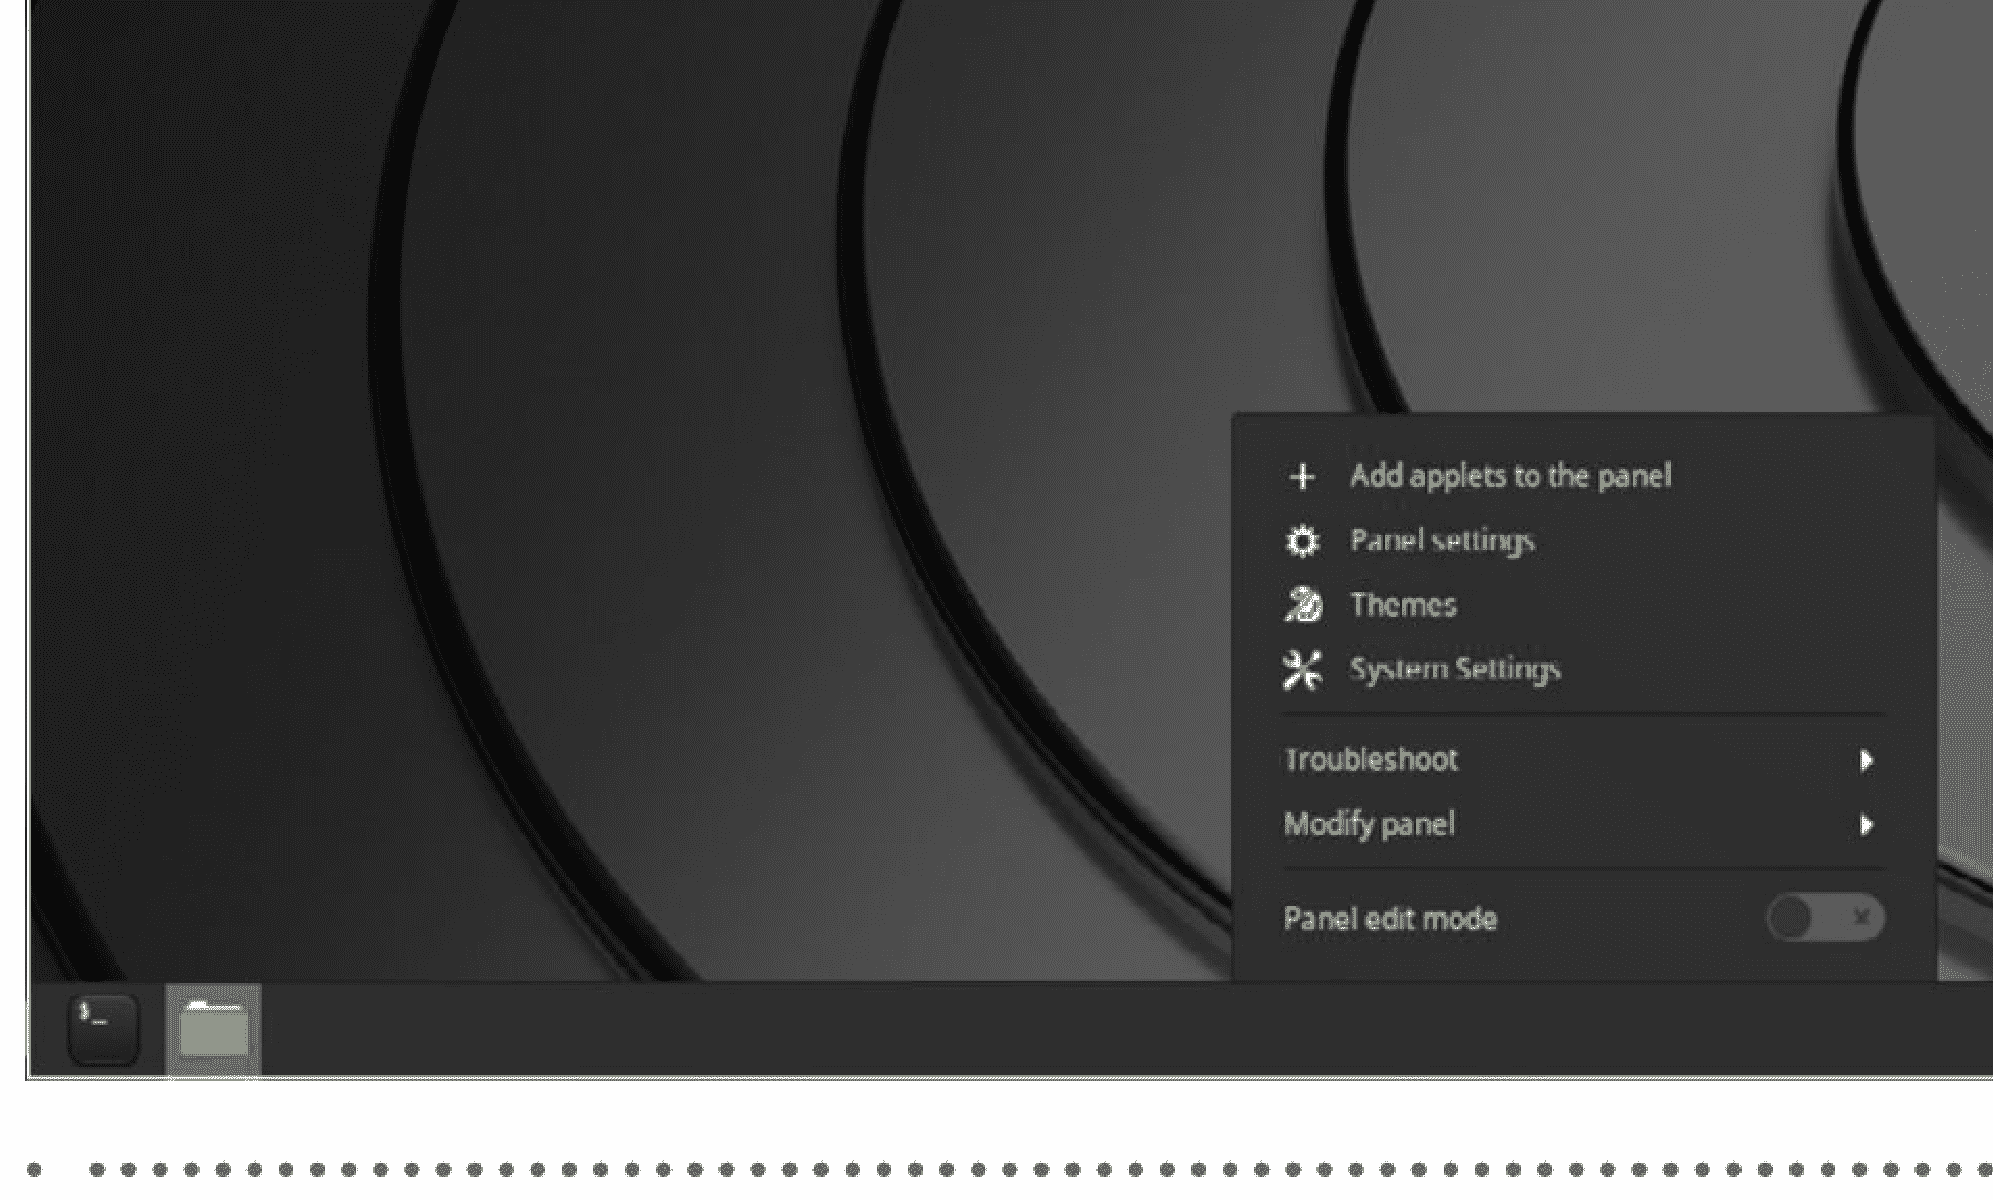 Add applets to the panel
Panel settings
Themes
System Settings
Troubleshoot
Modify panel
Panel edit mode
$_